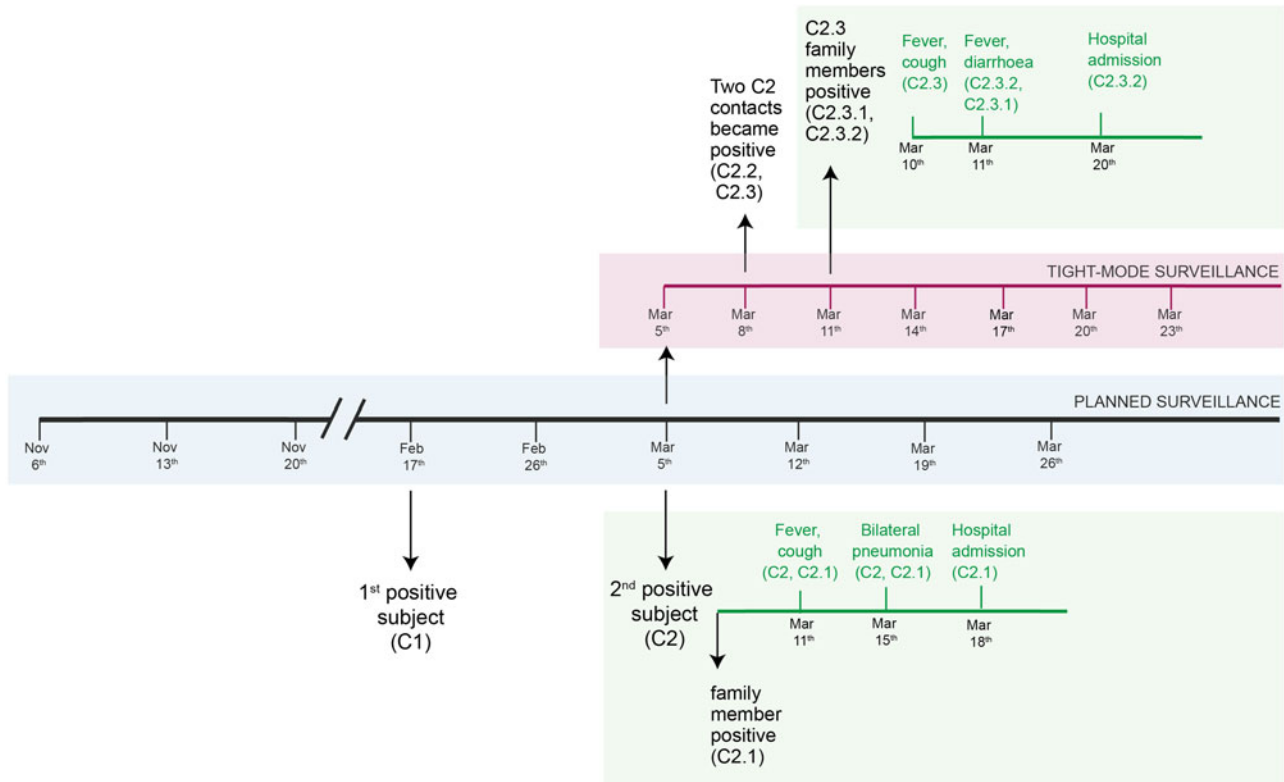 C2.3
family
members
positive
(C2.3.1,
C2.3.2)
Fever,
cough
(C2.3)
Fever,
diarrhoea
(C2.3.2,
C2.3.1)
Hospital
admission
(C2.3.2)
Mar
10th
Mar
11th
Mar
20th
Two C2
contacts
became
positive
(C2.2,
C2.3)
TIGHT-MODE SURVEILLANCE
Mar
5th
Mar
8th
Mar
11th
Mar
14th
Mar
17th
Mar
20th
Mar
23th
PLANNED SURVEILLANCE
Nov
6th
Nov
13th
Nov
20th
Feb
17th
Feb
26th
Mar
5th
Mar
12th
Mar
19th
Mar
26th
1st positive
subject
(C1)
2nd positive
subject
(C2)
Fever,
cough
(C2, C2.1)
Bilateral
pneumonia
(C2, C2.1)
Hospital
admission
(C2.1)
Mar
11th
Mar
15th
Mar
18th
family
member
positive
(C2.1)